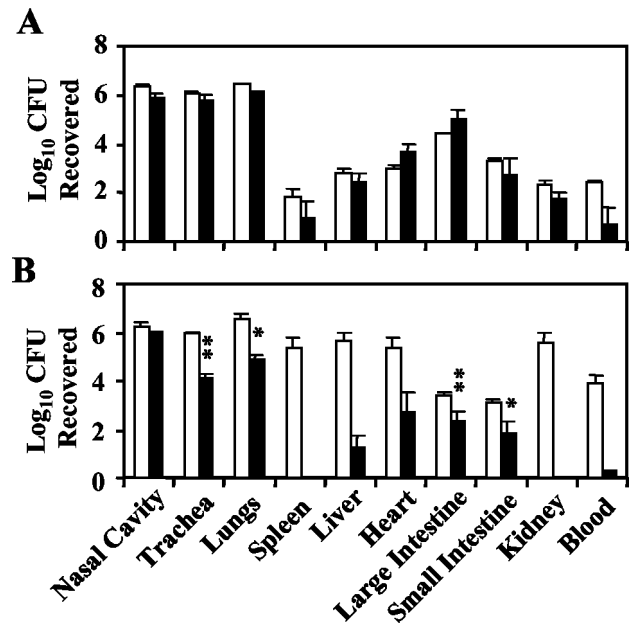 A
8
6
4
2
0
Log10 CFU
Recovered
B
8
6
4
2
0
Log10 CFU
Recovered
**
*
**
*
Nasal Cavity
Trachea
Lungs
Spleen
Liver
Heart
Large Intestine
Small Intestine
Kidney
Blood